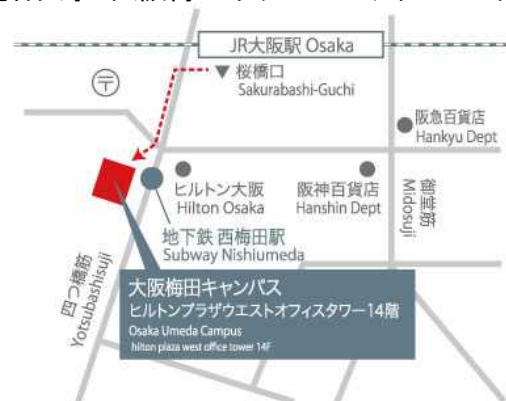 JR大阪駅 Osaka
桜橋口
Sakurabashi-Guchi
〒
阪急百貨店
Hankyu Dept
ヒルトン大阪
Hilton Osaka
阪神百貨店
Hanshin Dept
御堂筋
Midosuji
地下鉄 西梅田駅
Subway Nishiumeda
四つ橋筋
Yotsubashisuji
大阪梅田キャンパス
ヒルトンプラザウエストオフィスタワー14階
Osaka Umeda Campus
hilton plaza west office tower 14F